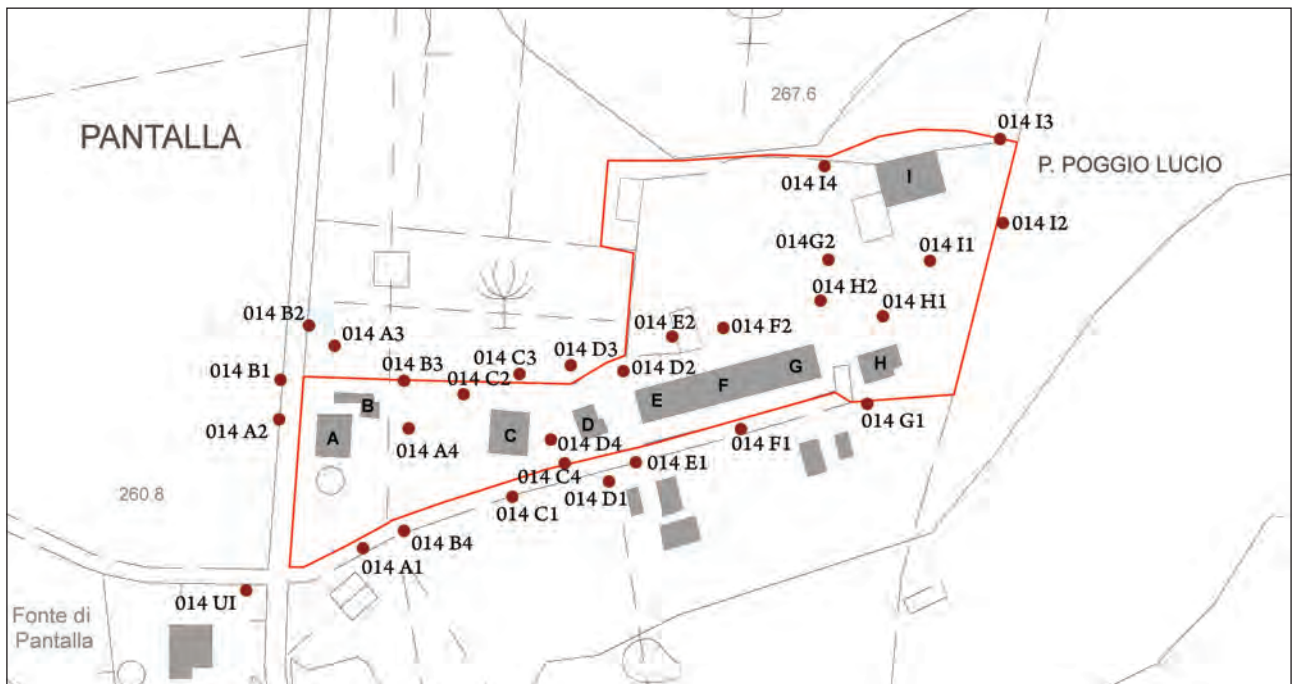 267.6
PANTALLA
014 I3
P. POGGIO LUCIO
014 I4
I
014 I2
014G2
014 I1
014 H2
014 H1
014 B2
014 A3
014 E2
014 F2
014 C3
014 D3
014 B3
014 C2
014 D2
014 B1
H
G
F
E
B
A
014 A2
C
D
014 A4
014 D4
014 G1
014 F1
014 C4
014 E1
014 D1
260.8
014 C1
014 B4
014 A1
014 UI
Fonte di
Pantalla